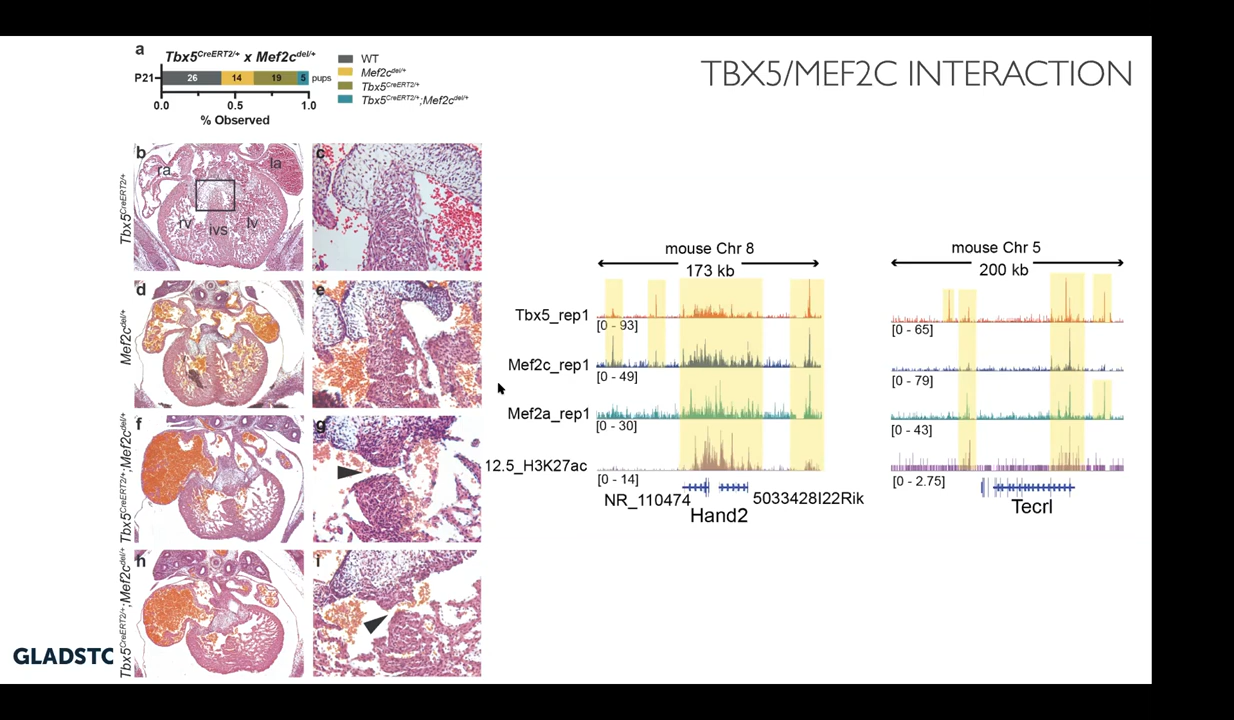 TBX5/MEF2C INTERACTION
a
Tbx5CreERT2/+ x Mef2cdel/+
P21
26
14
19
5
pups
0.0
0.5
1.0
% Observed
WT
Mef2cdel/+
Tbx5CreERT2/+
Tbx5CreERT2/+;Mef2cdel/+
Tbx5CreERT2/+
b
ra
la
rv
ivs
lv
c
Mef2cdel/+
d
e
Tbx5CreERT2/+;Mef2cdel/+
f
g
Tbx5CreERT2/+;Mef2cdel/+
h
i
mouse Chr 8
173 kb
Tbx5_rep1
[0 - 93]
Mef2c_rep1
[0 - 49]
Mef2a_rep1
[0 - 30]
12.5_H3K27ac
[0 - 14]
NR_110474
5033428I22Rik
Hand2
mouse Chr 5
200 kb
[0 - 65]
[0 - 79]
[0 - 43]
[0 - 2.75]
Tecrl
GLADSTC